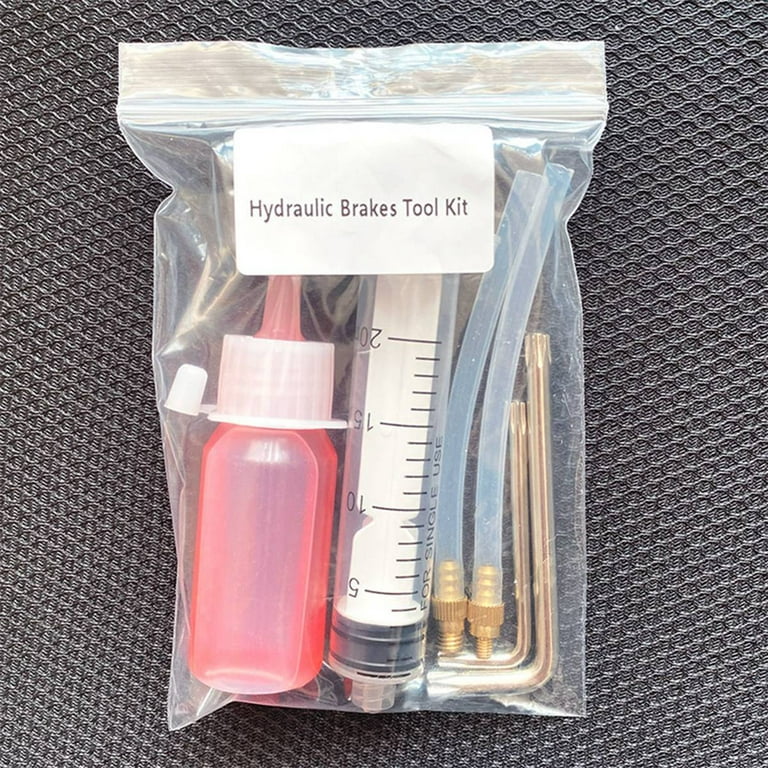 Hydraulic Brakes Tool Kit
20
15
10
5
FOR SINGLE USE